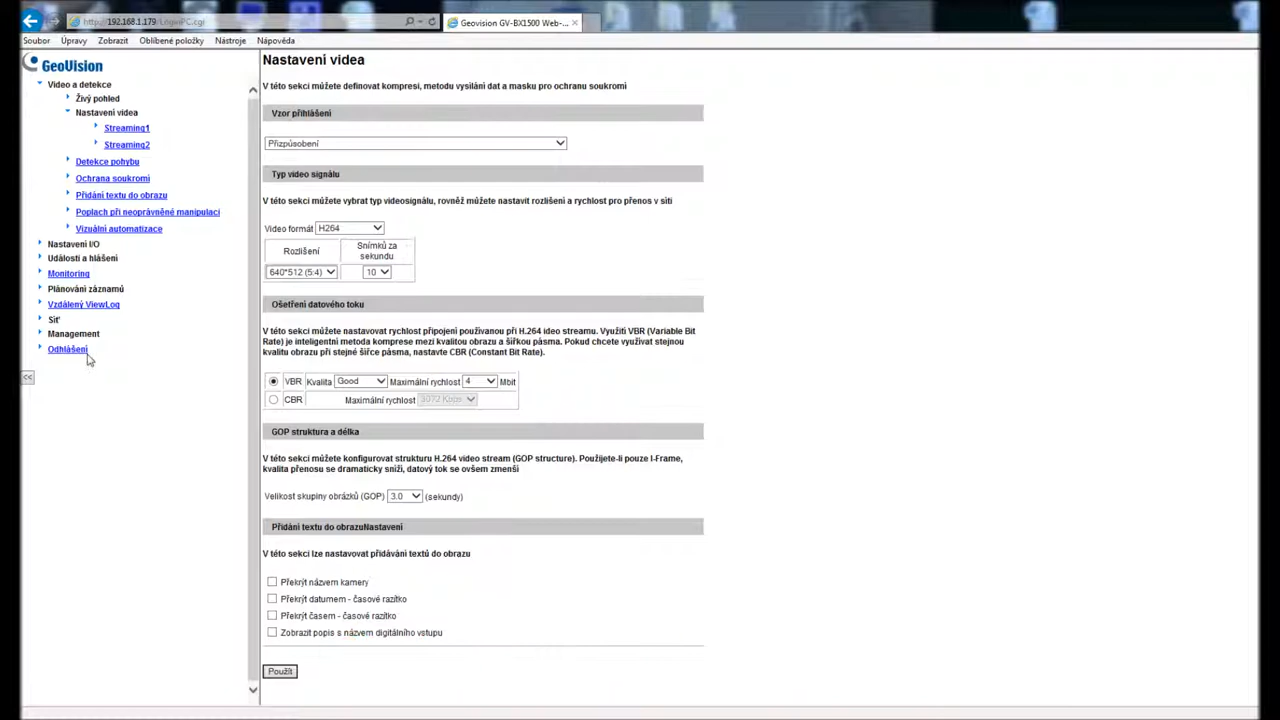 http://192.168.1.179/LoginPC.cgi
Geovision GV-BX1500 Web-...
Soubor Úpravy Zobrazit Oblíbené položky Nástroje Nápověda
GeoVision
Video a detekce
Živý pohled
Nastavení videa
Streaming1
Streaming2
Detekce pohybu
Ochrana soukromí
Přidání textu do obrazu
Poplach při neoprávněné manipulaci
Vizuální automatizace
Nastavení I/O
Události a hlášení
Monitoring
Plánování záznamů
Vzdálený ViewLog
Síť
Management
Odhlášení
<<
Nastavení videa
V této sekci můžete definovat kompresi, metodu vysílání dat a masku pro ochranu soukromí
Vzor přihlášení
Přizpůsobení
Typ video signálu
V této sekci můžete vybrat typ videosignálu, rovněž můžete nastavit rozlišení a rychlost pro přenos v síti
Video formát H264
Rozlišení Snímků za sekundu
640*512 (5:4) 10
Ošetření datového toku
V této sekci můžete nastavovat rychlost připojení používanou při H.264 ideo streamu. Využití VBR (Variable Bit
Rate) je inteligentní metoda komprese mezi kvalitou obrazu a šířkou pásma. Pokud chcete využívat stejnou
kvalitu obrazu při stejné šířce pásma, nastavte CBR (Constant Bit Rate).
VBR Kvalita Good Maximální rychlost 4 Mbit
CBR Maximální rychlost 3072 Kbps
GOP struktura a délka
V této sekci můžete konfigurovat strukturu H.264 video stream (GOP structure). Použijete-li pouze I-Frame,
kvalita přenosu se dramaticky sníží, datový tok se ovšem zmenší
Velikost skupiny obrázků (GOP) 3.0 (sekundy)
Přidání textu do obrazuNastavení
V této sekci lze nastavovat přidávání textů do obrazu
Překrýt názvem kamery
Překrýt datumem - časové razítko
Překrýt časem - časové razítko
Zobrazit popis s názvem digitálního vstupu
Použít